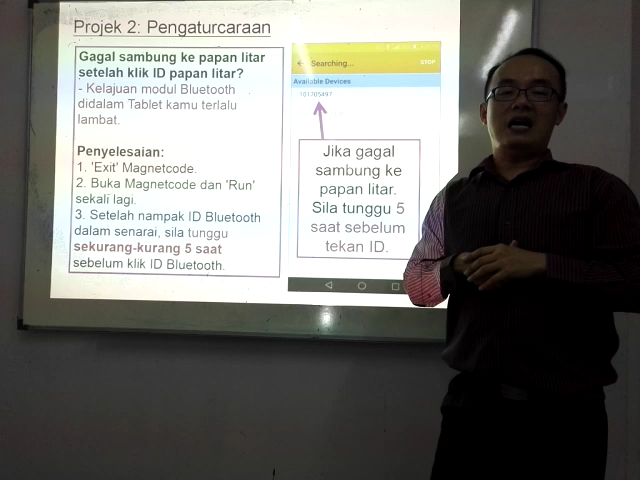 Projek 2: Pengaturcaraan
Gagal sambung ke papan litar
setelah klik ID papan litar?
- Kelajuan modul Bluetooth
didalam Tablet kamu terlalu
lambat.
Penyelesaian:
1. 'Exit' Magnetcode.
2. Buka Magnetcode dan 'Run'
sekali lagi.
3. Setelah nampak ID Bluetooth
dalam senarai, sila tunggu
sekurang-kurang 5 saat
sebelum klik ID Bluetooth.
Searching...
STOP
Available Devices
101705497
Jika gagal
sambung ke
papan litar.
Sila tunggu 5
saat sebelum
tekan ID.